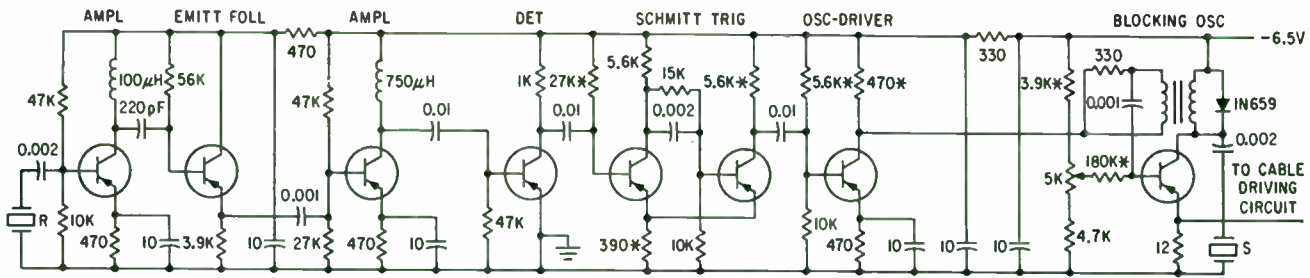 AMPL EMITT FOLL AMPL DET SCHMITT TRIG OSC-DRIVER BLOCKING OSC
-6.5V
470 330 330
100µH 56K 750µH 1K 27K* 5.6K 15K 5.6K* 5.6K* 470* 3.9K* 0.001 1N659
47K 220pF 47K 0.01 0.01 0.002 0.01 0.002
0.002 180K* 5K TO CABLE
DRIVING
CIRCUIT
0.001
R 10K 470 10 3.9K 10 27K 470 10 47K 390* 10K 10K 470 10 10 10 4.7K 12 S